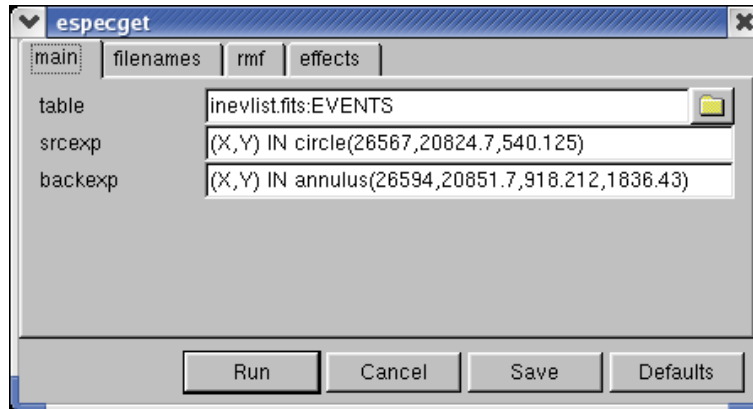 especget
main filenames rmf effects
table inevlist.fits:EVENTS
srcexp (X,Y) IN circle(26567,20824.7,540.125)
backexp (X,Y) IN annulus(26594,20851.7,918.212,1836.43)
Run Cancel Save Defaults